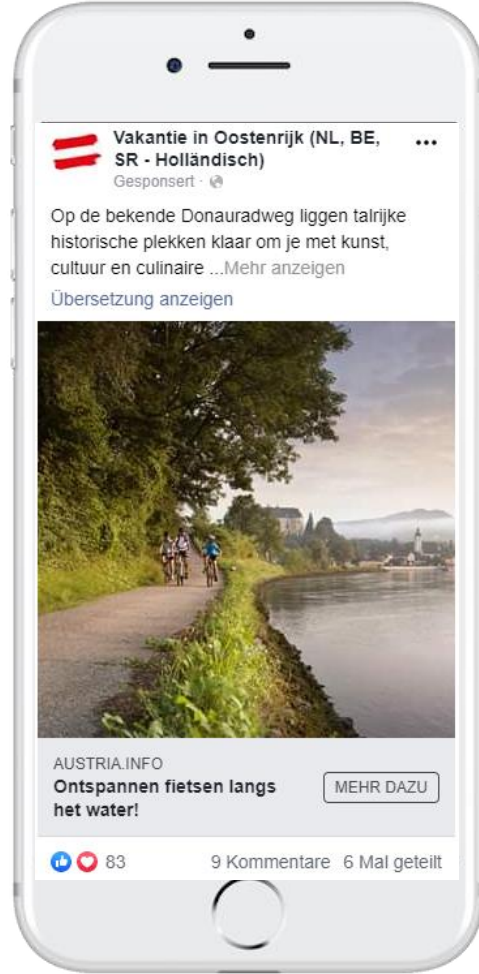 Vakantie in Oostenrijk (NL, BE,
SR - Holländisch)
Gesponsert ·
Op de bekende Donauradweg liggen talrijke
historische plekken klaar om je met kunst,
cultuur en culinaire ...Mehr anzeigen
Übersetzung anzeigen
AUSTRIA.INFO
Ontspannen fietsen langs
het water!
MEHR DAZU
83 9 Kommentare 6 Mal geteilt